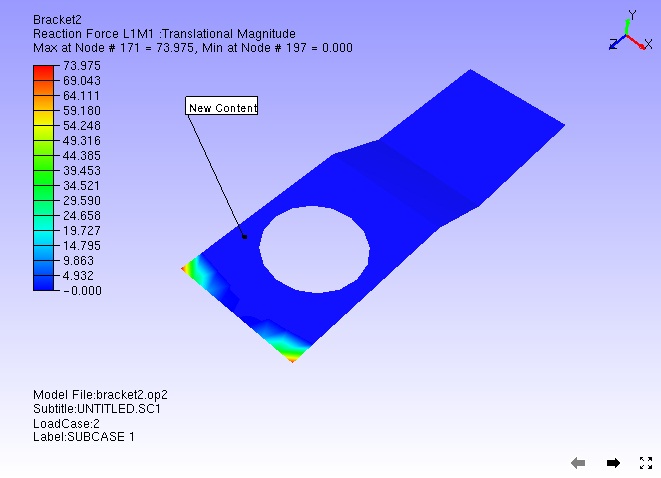 Bracket2
Reaction Force L1M1 :Translational Magnitude
Max at Node # 171 = 73.975, Min at Node # 197 = 0.000
Y
Z
X
73.975
69.043
64.111
59.180
54.248
49.316
44.385
39.453
34.521
29.590
24.658
19.727
14.795
9.863
4.932
-0.000
New Content
Model File:bracket2.op2
Subtitle:UNTITLED.SC1
LoadCase:2
Label:SUBCASE 1